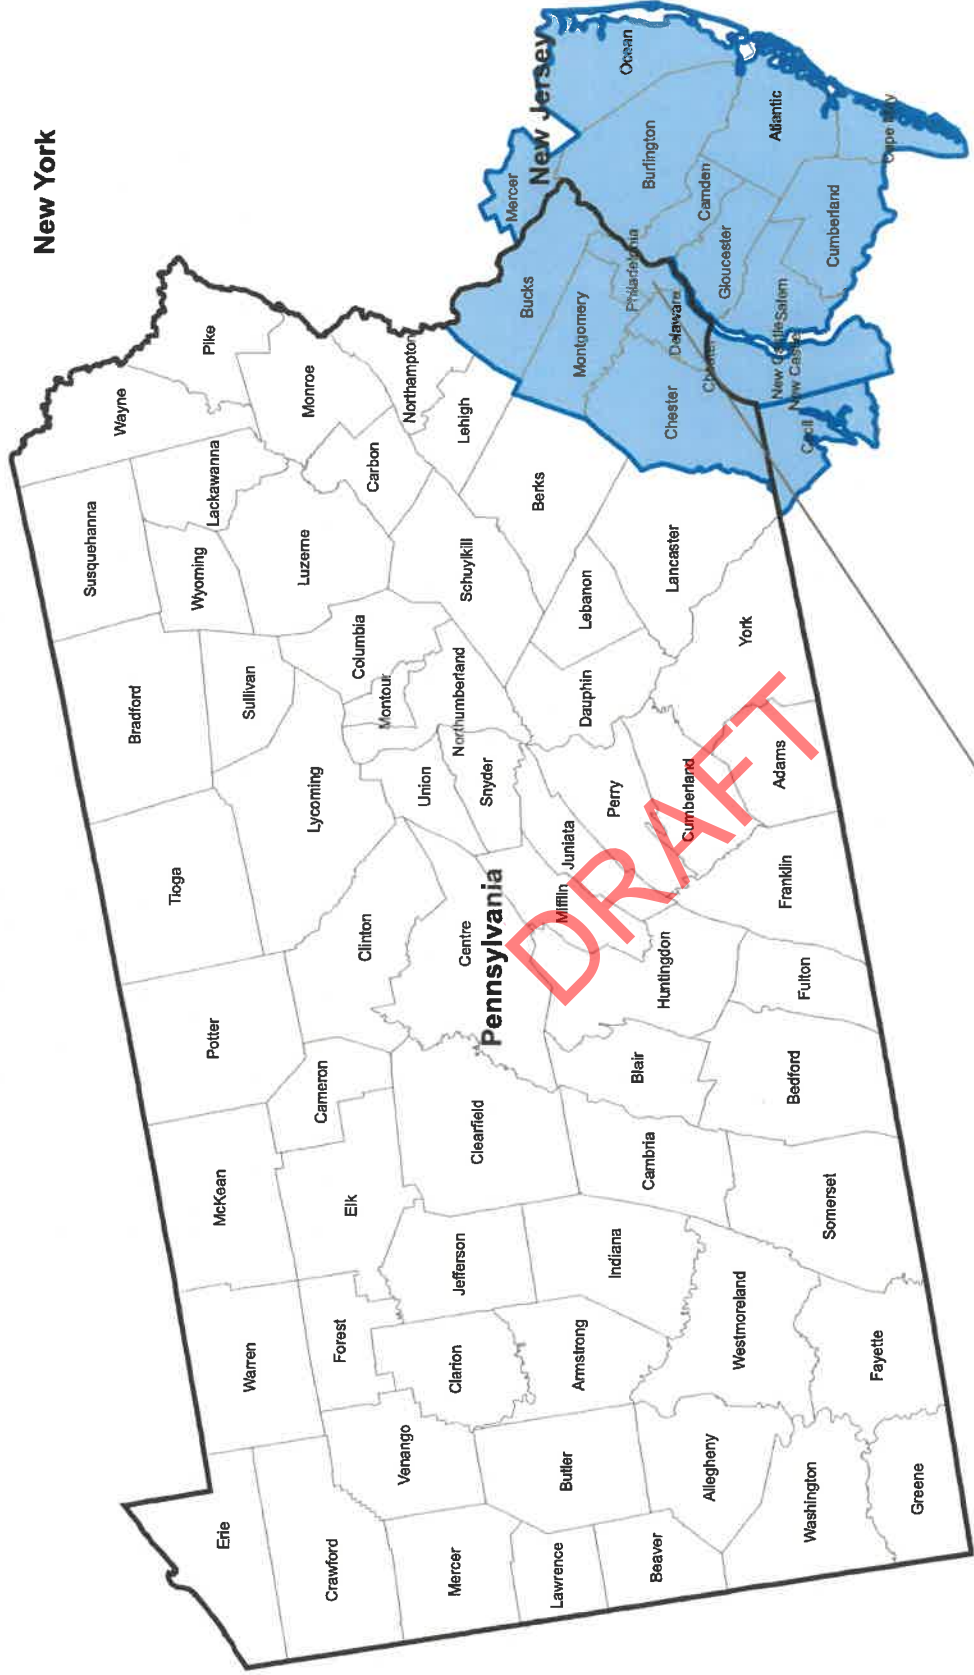 New York
New Jersey
Pennsylvania
Erie
Crawford
Mercer
Lawrence
Beaver
Washington
Greene
Warren
Venango
Butler
Allegheny
Forest
Clarion
Armstrong
Westmoreland
Fayette
McKean
Elk
Jefferson
Indiana
Cambria
Somerset
Potter
Cameron
Clearfield
Blair
Bedford
Tioga
Clinton
Centre
Huntingdon
Fulton
Mifflin
Juniata
Franklin
Bradford
Lycoming
Union
Snyder
Perry
Cumberland
Adams
Sullivan
Columbia
Montour
Northumberland
Dauphin
York
Susquehanna
Wyoming
Lackawanna
Luzerne
Schuylkill
Lebanon
Lancaster
Wayne
Pike
Monroe
Carbon
Northampton
Lehigh
Berks
Bucks
Montgomery
Philadelphia
Delaware
Chester
Mercer
Ocean
Burlington
Camden
Gloucester
Atlantic
Salem
Cumberland
Cape May
New Castle
New Castle
Cecil
DRAFT